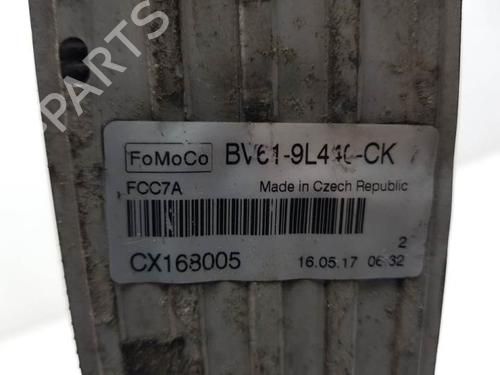 PARTS
FoMoCo BV61-9L440-CK
FCC7A Made in Czech Republic
2
CX168005 16.05.17 06:32